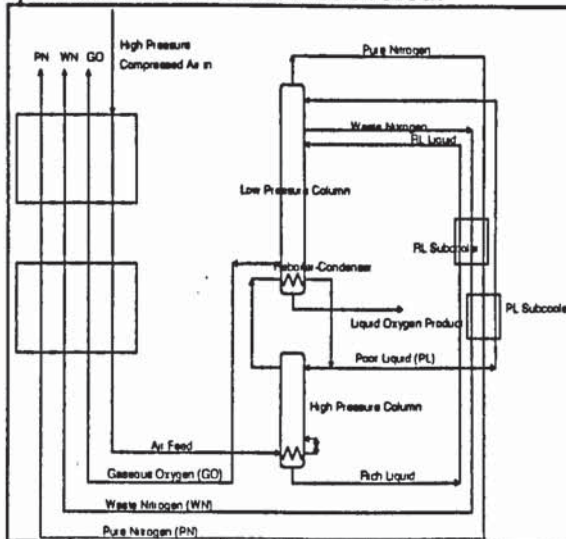 PN WN GO
High Pressure
Compressed Air in
Pure Nitrogen
Waste Nitrogen
RL Liquid
Low Pressure Column
RL Subcooler
Reboiler-Condenser
Liquid Oxygen Product
PL Subcooler
Poor Liquid (PL)
High Pressure Column
Air Feed
Gaseous Oxygen (GO)
Rich Liquid
Waste Nitrogen (WN)
Pure Nitrogen (PN)